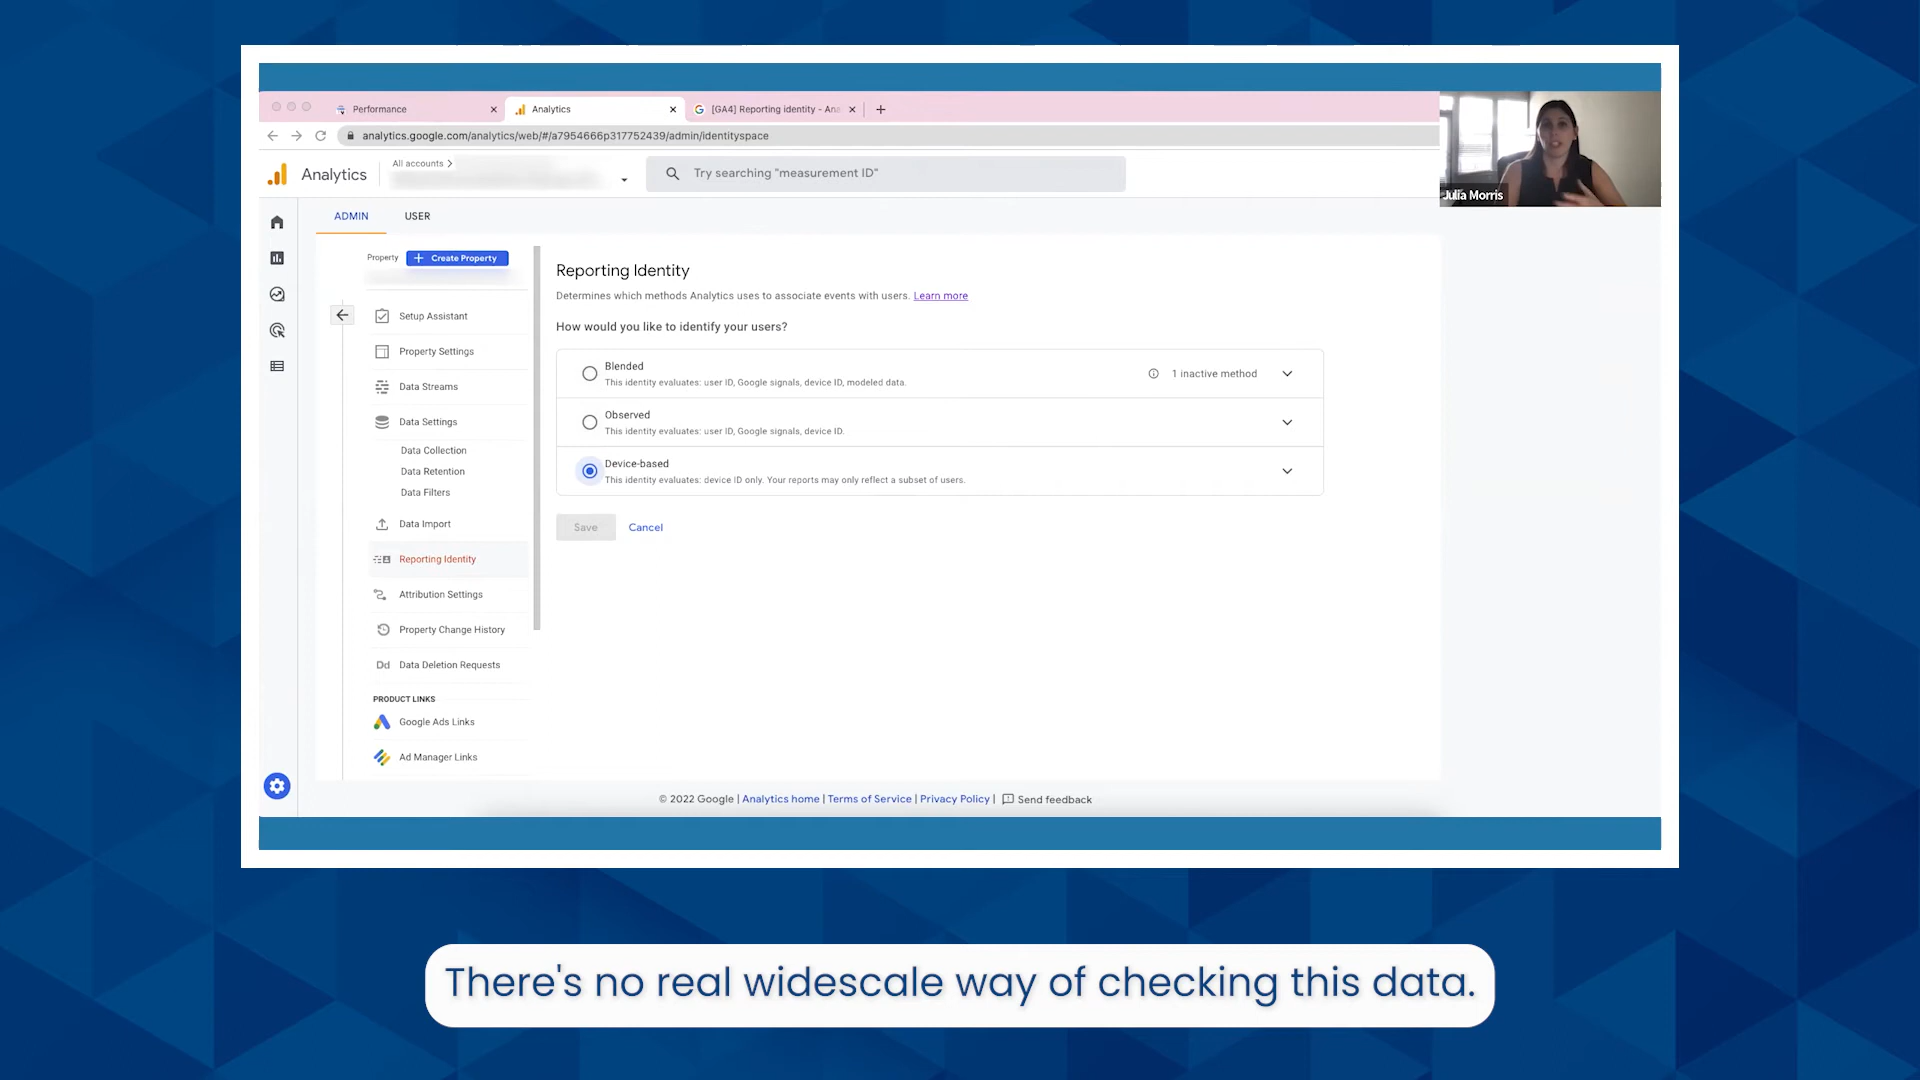 Performance
Analytics
[GA4] Reporting identity - Ana
analytics.google.com/analytics/web/#/a7954666p317752439/admin/identityspace
Analytics
All accounts
Try searching "measurement ID"
Julia Morris
ADMIN
USER
Property
Create Property
Setup Assistant
Property Settings
Data Streams
Data Settings
Data Collection
Data Retention
Data Filters
Data Import
Reporting Identity
Attribution Settings
Property Change History
Dd Data Deletion Requests
PRODUCT LINKS
Google Ads Links
Ad Manager Links
Reporting Identity
Determines which methods Analytics uses to associate events with users. Learn more
How would you like to identify your users?
Blended
This identity evaluates: user ID, Google signals, device ID, modeled data.
1 inactive method
Observed
This identity evaluates: user ID, Google signals, device ID.
Device-based
This identity evaluates: device ID only. Your reports may only reflect a subset of users.
Save
Cancel
© 2022 Google | Analytics home | Terms of Service | Privacy Policy | Send feedback
There's no real widescale way of checking this data.